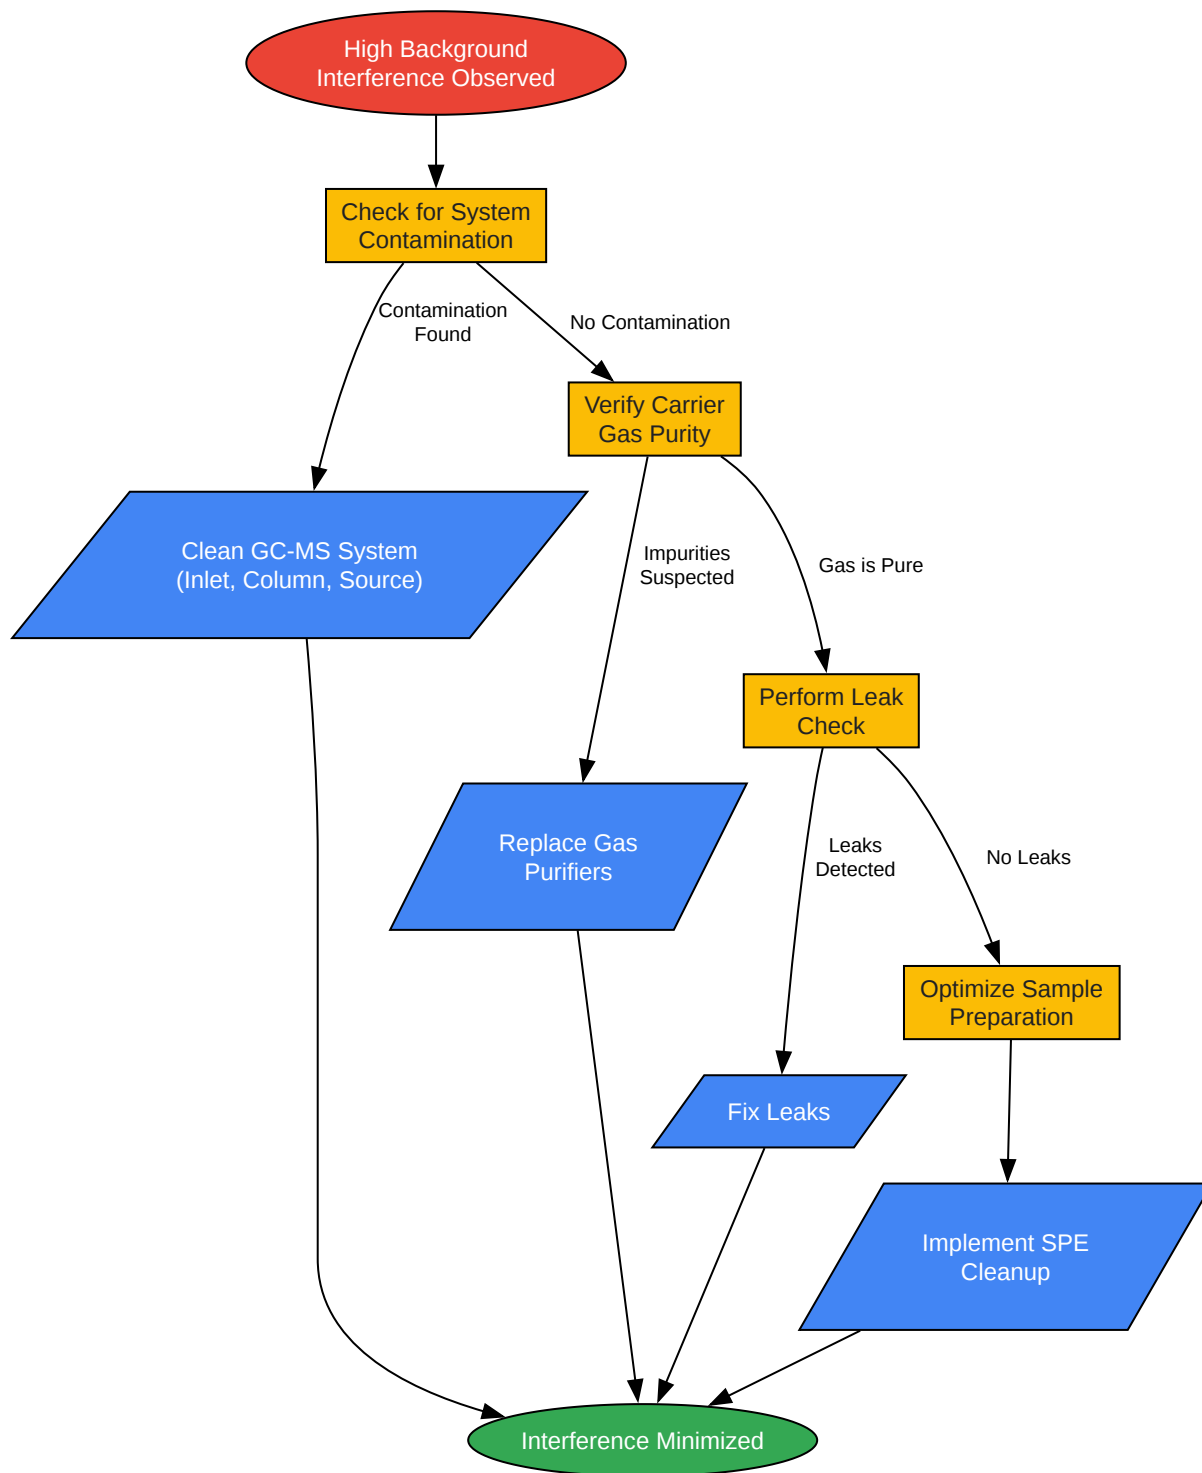 High Background
Interference Observed
Check for System
Contamination
Contamination
Found
No Contamination
Verify Carrier
Gas Purity
Clean GC-MS System
(Inlet, Column, Source)
Impurities
Suspected
Gas is Pure
Perform Leak
Check
Replace Gas
Purifiers
Leaks
Detected
No Leaks
Optimize Sample
Preparation
Fix Leaks
Implement SPE
Cleanup
Interference Minimized